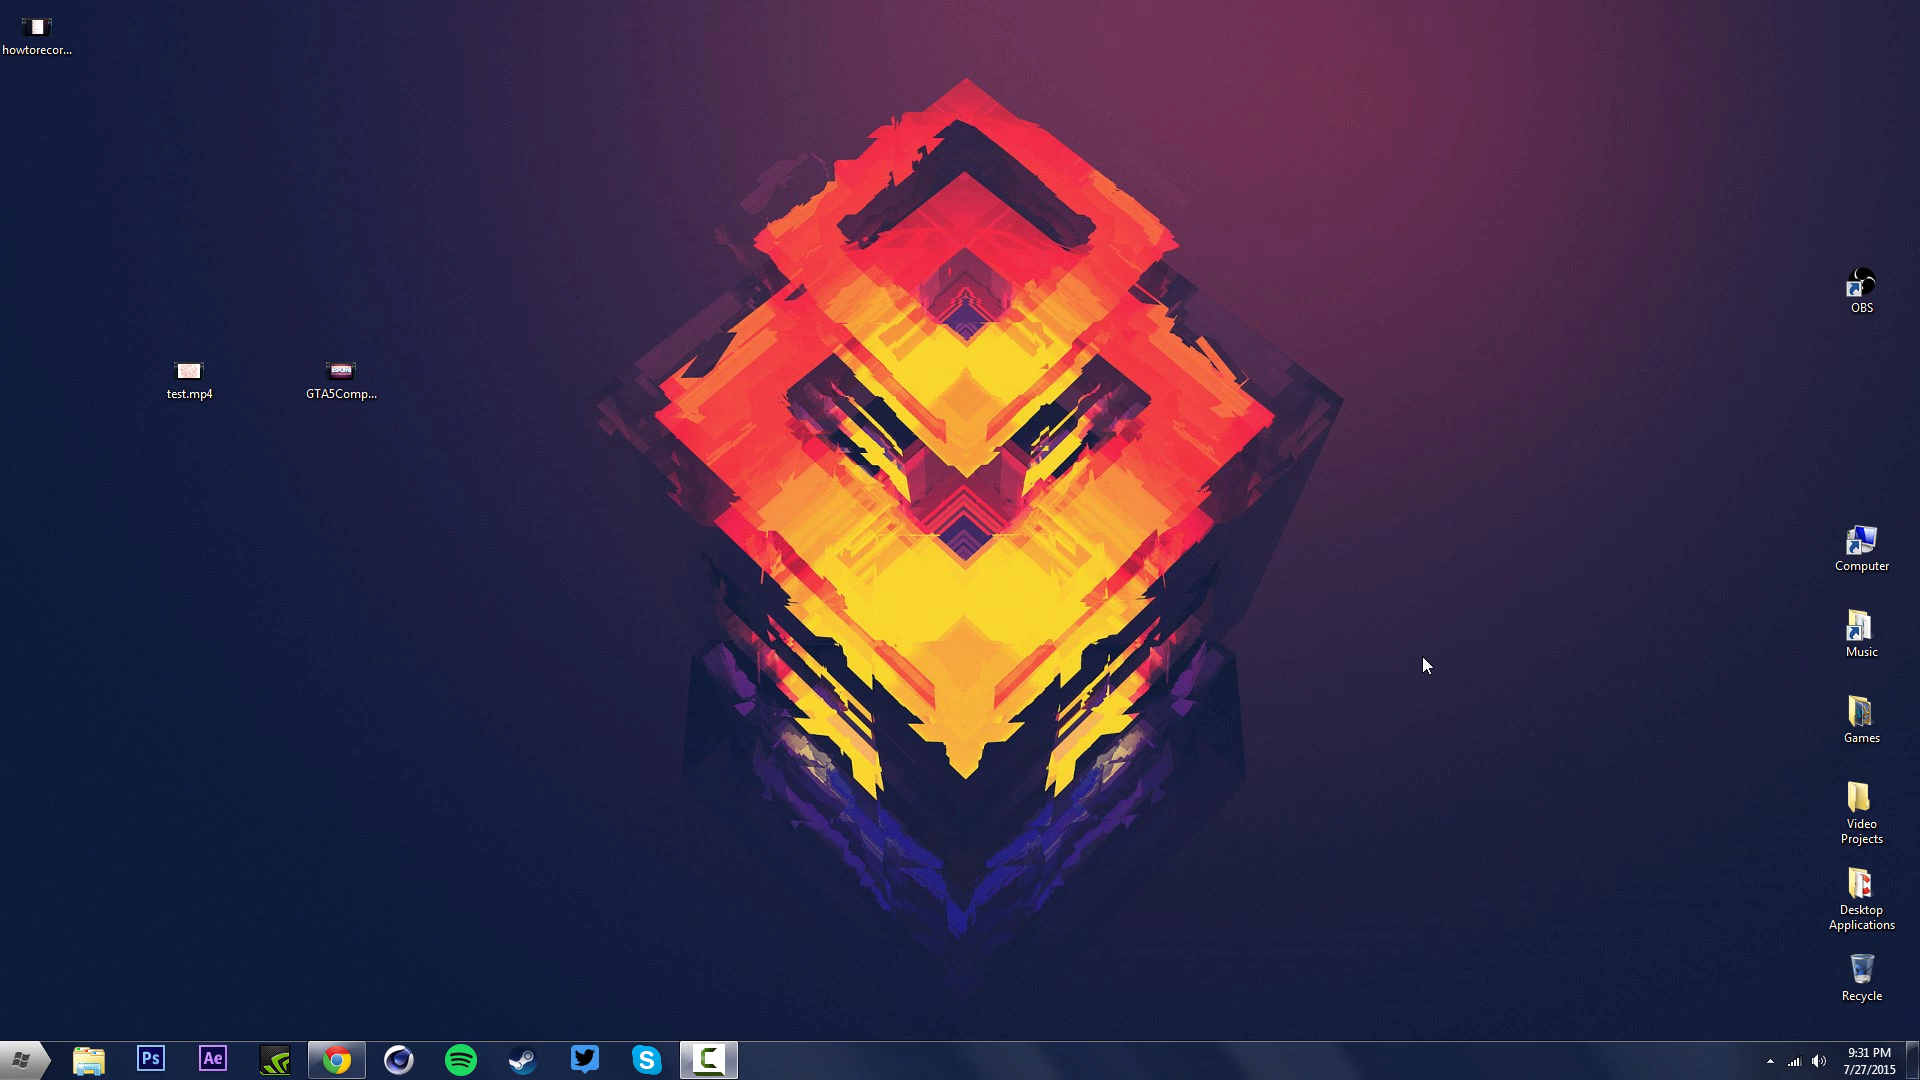 howtorecor...
OBS
test.mp4
GTA5Comp...
Computer
Music
Games
Video
Projects
Desktop
Applications
Recycle
Ps
Ae
S
9:31 PM
7/27/2015